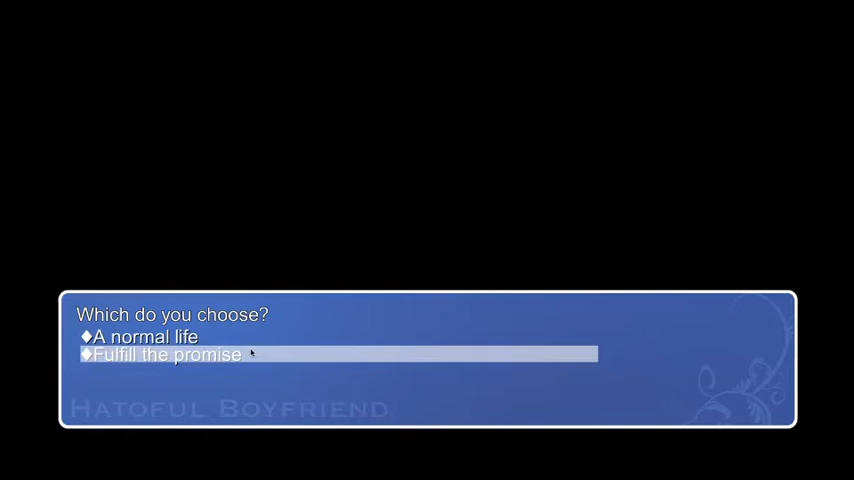 Which do you choose?
♦A normal life
♦Fulfill the promise
HATOFUL BOYFRIEND